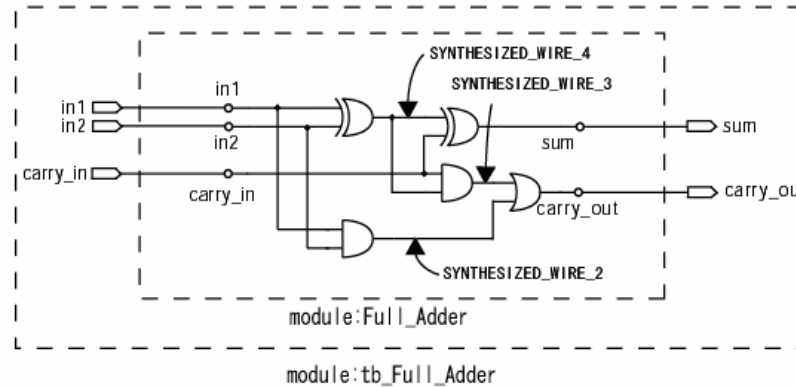 SYNTHESIZED_WIRE_4
SYNTHESIZED_WIRE_3
in1
in1
in2
in2
sum
sum
carry_in
carry_in
carry_out
carry_ou
SYNTHESIZED_WIRE_2
module:Full_Adder
module:tb_Full_Adder